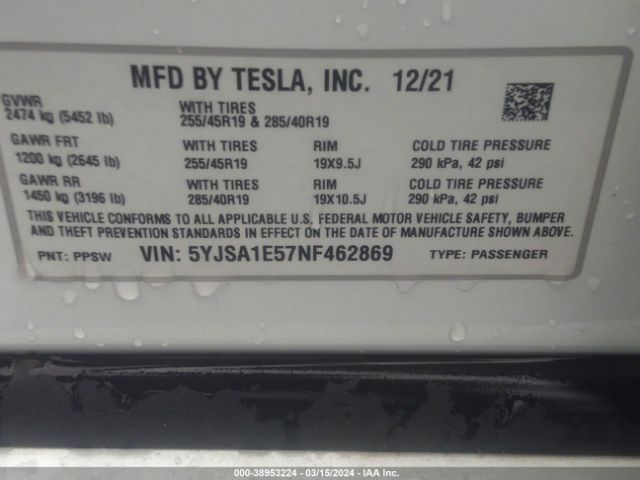 MFD BY TESLA, INC. 12/21
GVWR
2474 kg (5452 lb)
WITH TIRES
255/45R19 & 285/40R19
GAWR FRT
1200 kg (2645 lb)
WITH TIRES
255/45R19
RIM
19X9.5J
COLD TIRE PRESSURE
290 kPa, 42 psi
GAWR RR
1450 kg (3196 lb)
WITH TIRES
285/40R19
RIM
19X10.5J
COLD TIRE PRESSURE
290 kPa, 42 psi
THIS VEHICLE CONFORMS TO ALL APPLICABLE U.S. FEDERAL MOTOR VEHICLE SAFETY, BUMPER
AND THEFT PREVENTION STANDARDS IN EFFECT ON THE DATE OF MANUFACTURE SHOWN ABOVE.
PNT: PPSW VIN: 5YJSA1E57NF462869 TYPE: PASSENGER
000-38953224 - 03/15/2024 - IAA Inc.